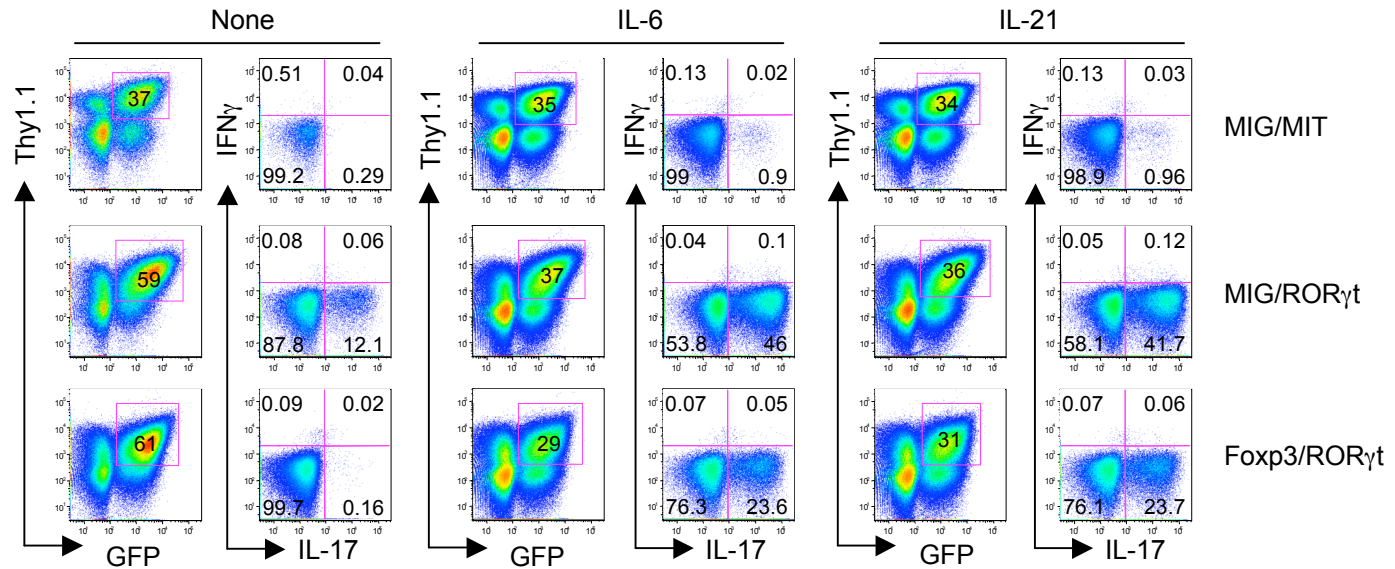 None IL-6 IL-21
Thy1.1 37 IFNγ 0.51 0.04 99.2 0.29 Thy1.1 35 IFNγ 0.13 0.02 99 0.9 Thy1.1 34 IFNγ 0.13 0.03 98.9 0.96 MIG/MIT
59 0.08 0.06 87.8 12.1 37 0.04 0.1 53.8 46 36 0.05 0.12 58.1 41.7 MIG/RORγt
61 0.09 0.02 99.7 0.16 29 0.07 0.05 76.3 23.6 31 0.07 0.06 76.1 23.7 Foxp3/RORγt
GFP IL-17 GFP IL-17 GFP IL-17